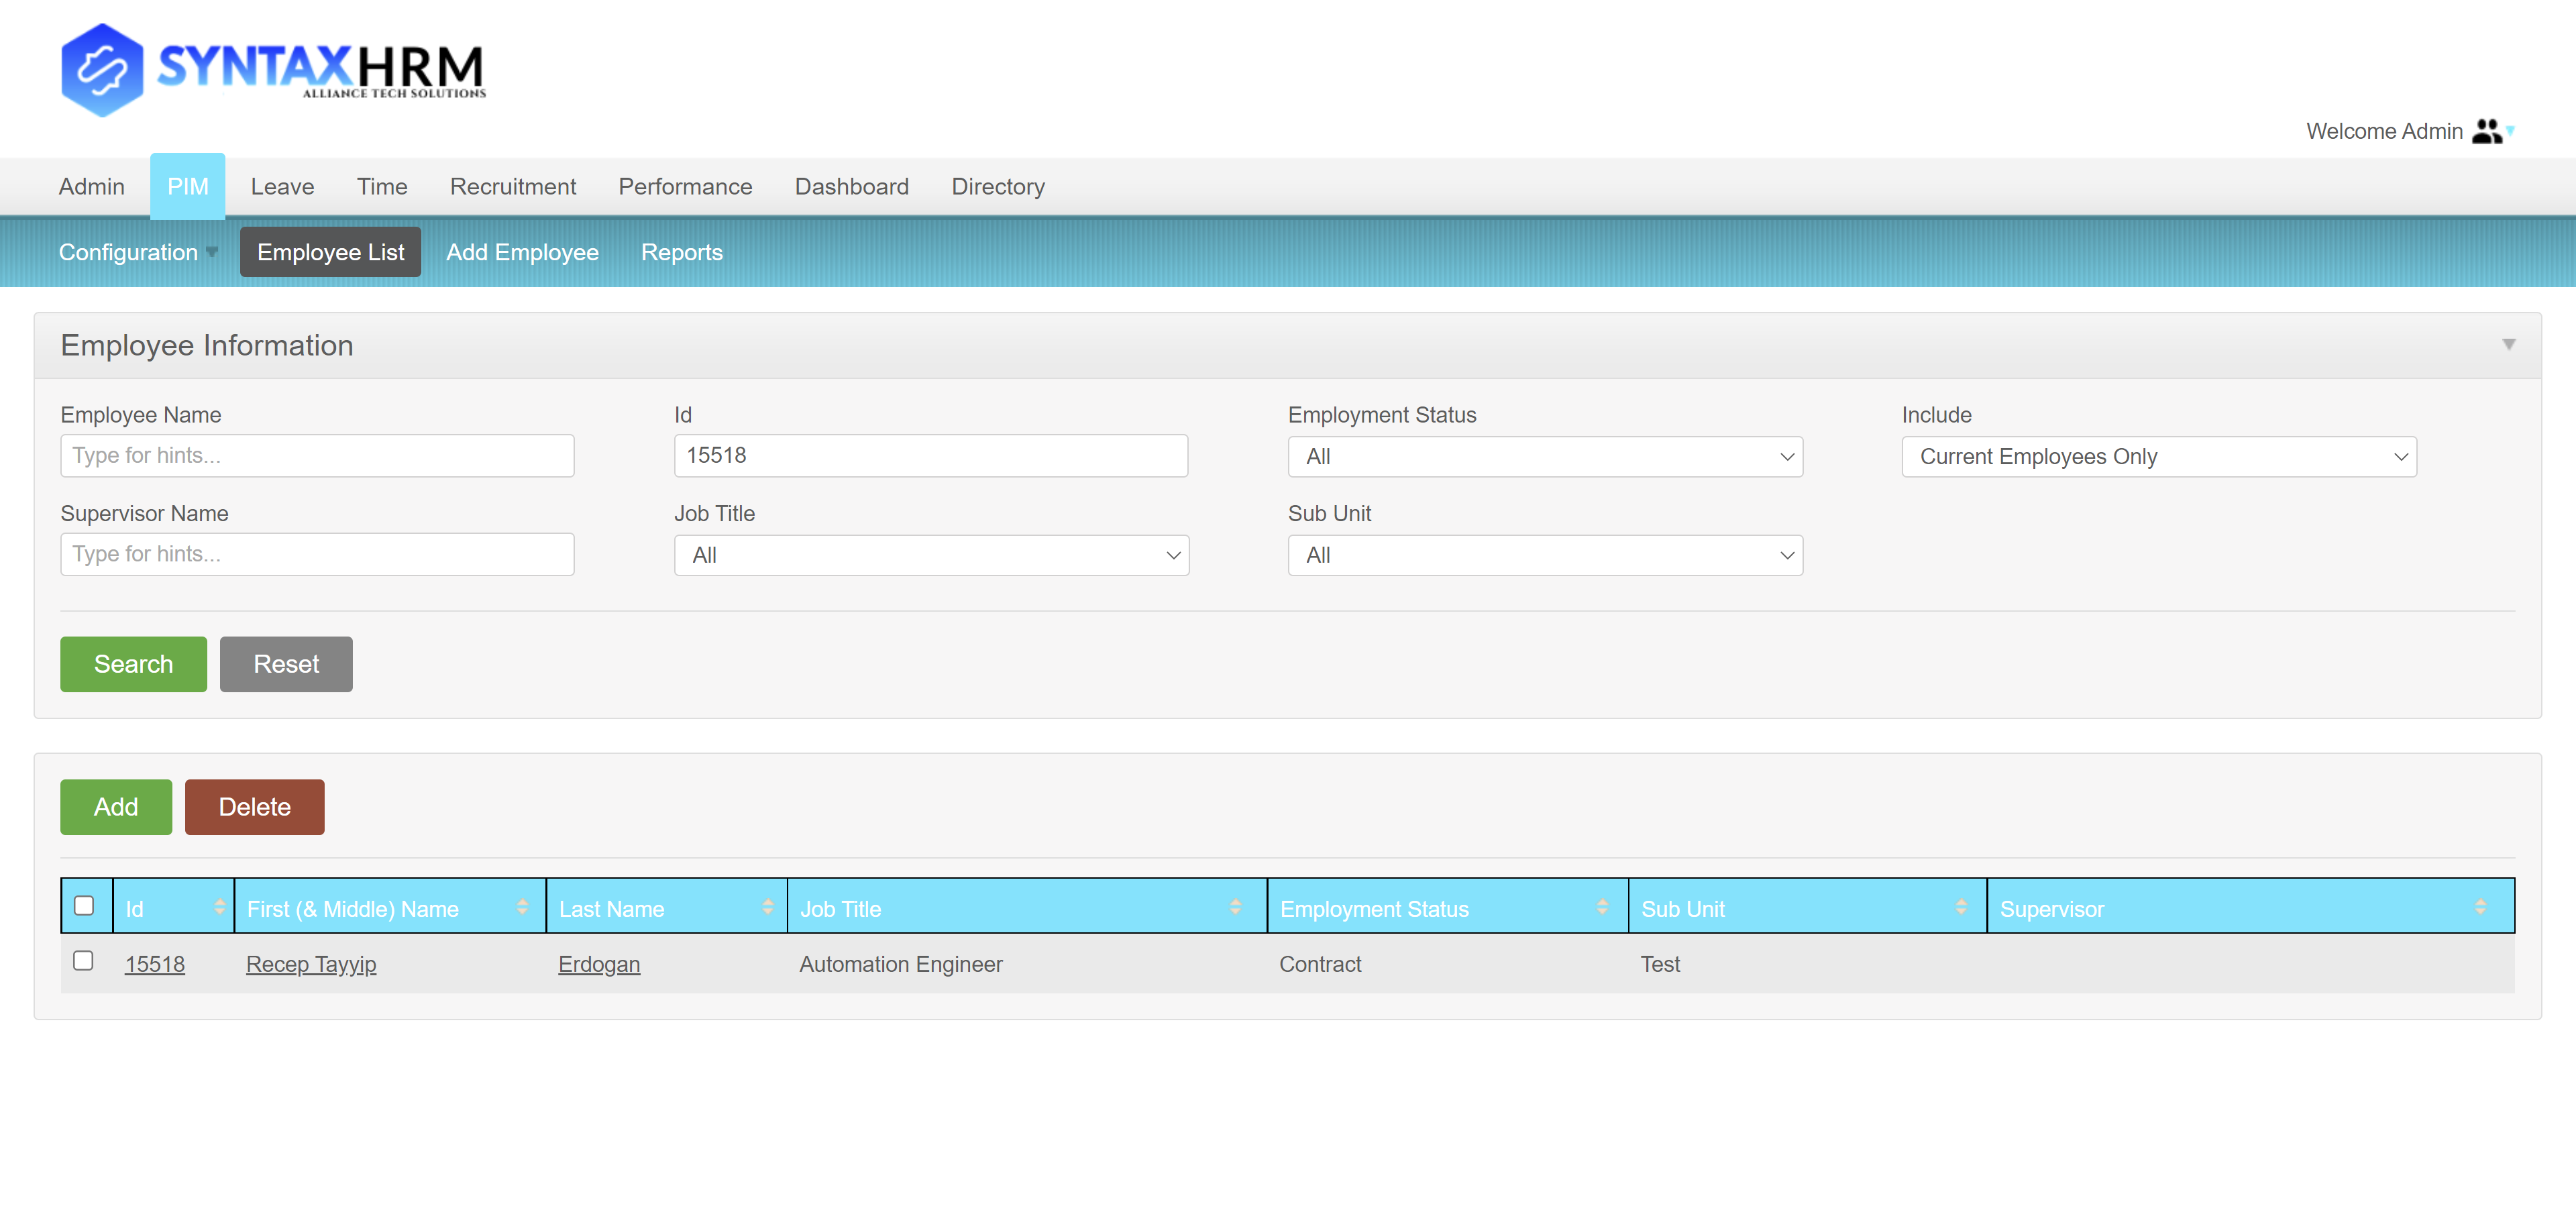 SYNTAXHRM
ALLIANCE TECH SOLUTIONS
Welcome Admin
Admin PIM Leave Time Recruitment Performance Dashboard Directory
Configuration Employee List Add Employee Reports
Employee Information
Employee Name Id Employment Status Include
Type for hints... 15518 All Current Employees Only
Supervisor Name Job Title Sub Unit
Type for hints... All All
Search Reset
Add Delete
Id First (& Middle) Name Last Name Job Title Employment Status Sub Unit Supervisor
15518 Recep Tayyip Erdogan Automation Engineer Contract Test